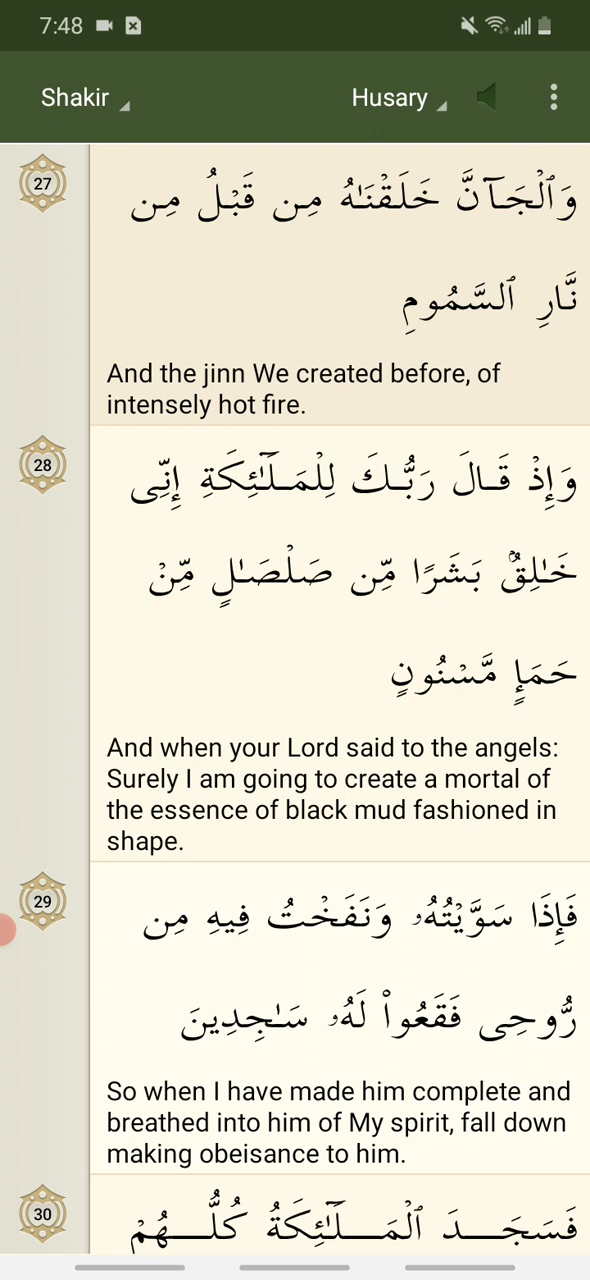 7:48
Shakir
Husary
27
وَٱلْجَآنَّ خَلَقْنَـٰهُ مِن قَبْلُ مِن
نَّارِ ٱلسَّمُومِ
And the jinn We created before, of
intensely hot fire.
28
وَإِذْ قَالَ رَبُّكَ لِلْمَلَـٰٓئِكَةِ إِنِّى
خَـٰلِقٌۢ بَشَرًا مِّن صَلْصَـٰلٍ مِّنْ
حَمَإٍ مَّسْنُونٍ
And when your Lord said to the angels:
Surely I am going to create a mortal of
the essence of black mud fashioned in
shape.
29
فَإِذَا سَوَّيْتُهُۥ وَنَفَخْتُ فِيهِ مِن
رُّوحِى فَقَعُوا۟ لَهُۥ سَـٰجِدِينَ
So when I have made him complete and
breathed into him of My spirit, fall down
making obeisance to him.
30
فَسَجَدَ ٱلْمَلَـٰٓئِكَةُ كُلُّهُمْ